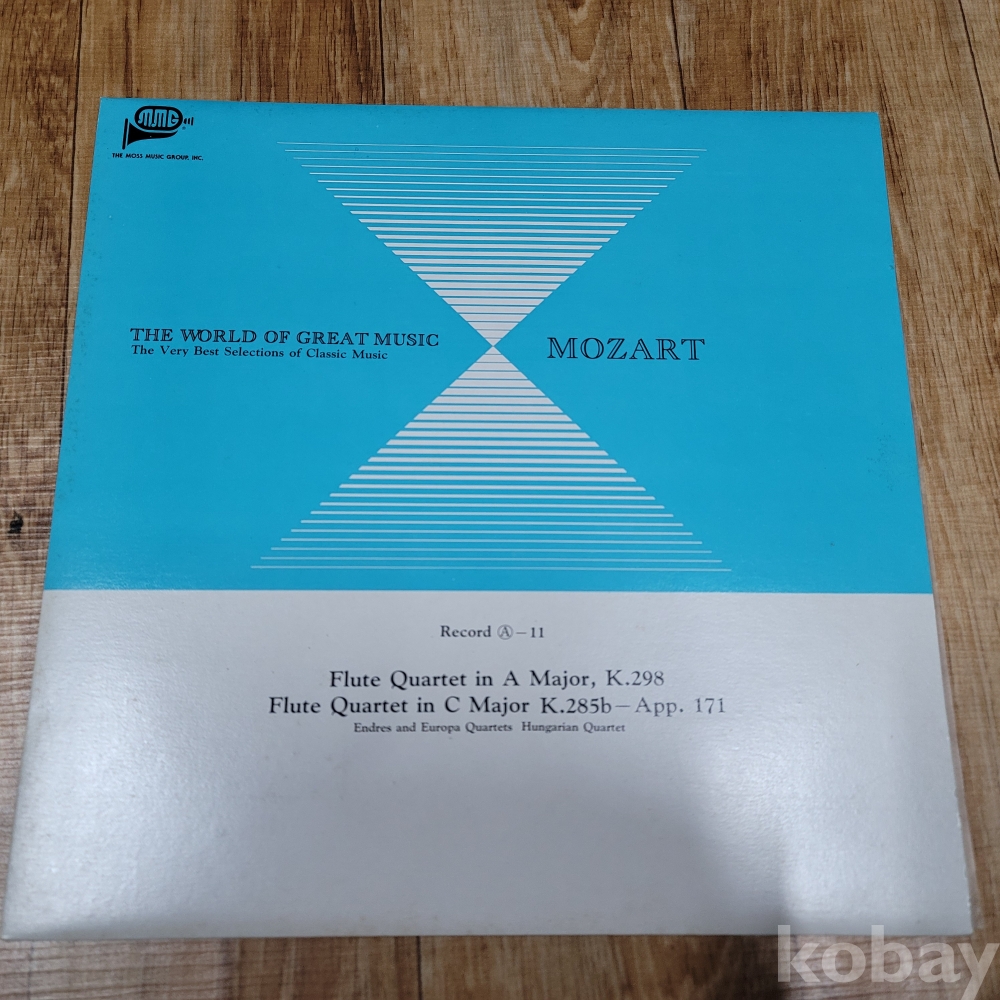 MMG
THE MOSS MUSIC GROUP, INC.
THE WORLD OF GREAT MUSIC
The Very Best Selections of Classic Music
MOZART
Record Ⓐ–11
Flute Quartet in A Major, K.298
Flute Quartet in C Major K.285b—App. 171
Endres and Europa Quartets Hungarian Quartet
kobay